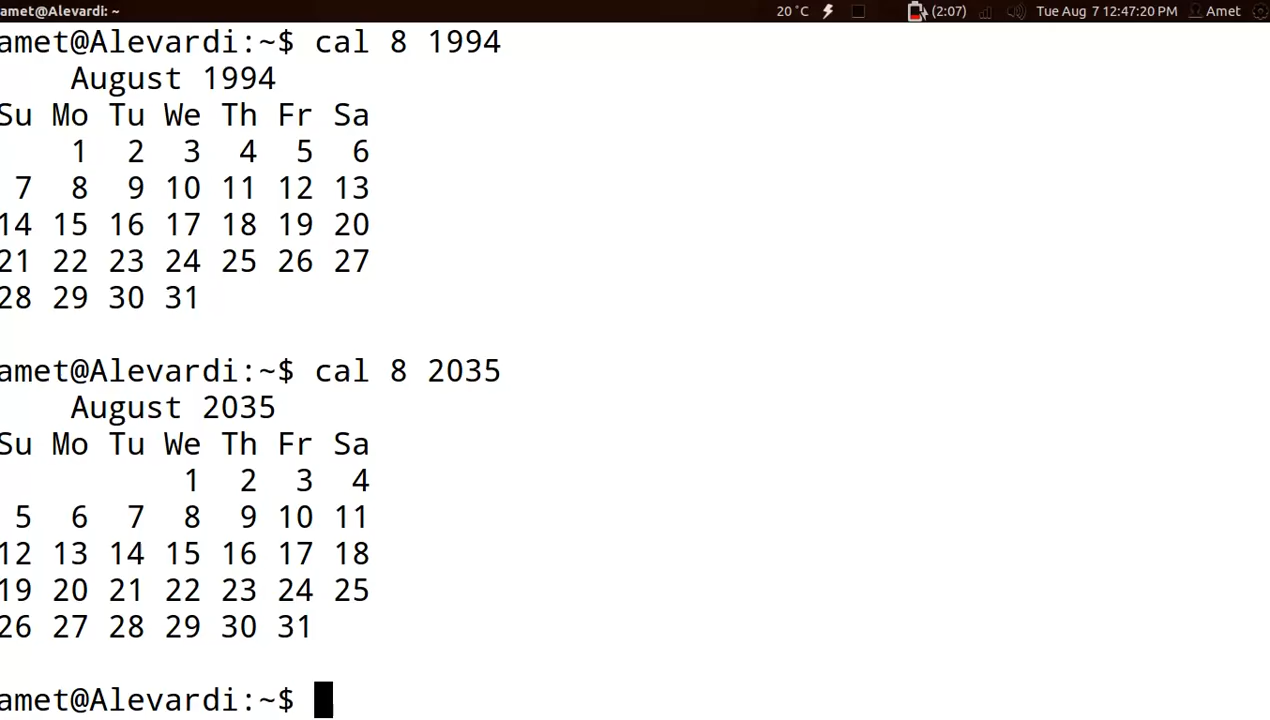 amet@Alevardi: ~ 20 °C (2:07) Tue Aug 7 12:47:20 PM Amet
amet@Alevardi:~$ cal 8 1994
August 1994
Su Mo Tu We Th Fr Sa
1 2 3 4 5 6
7 8 9 10 11 12 13
14 15 16 17 18 19 20
21 22 23 24 25 26 27
28 29 30 31
amet@Alevardi:~$ cal 8 2035
August 2035
Su Mo Tu We Th Fr Sa
1 2 3 4
5 6 7 8 9 10 11
12 13 14 15 16 17 18
19 20 21 22 23 24 25
26 27 28 29 30 31
amet@Alevardi:~$